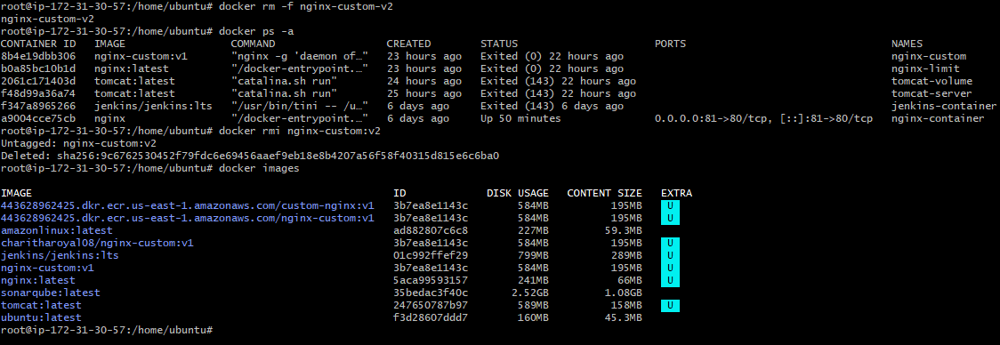 root@ip-172-31-30-57:/home/ubuntu# docker rm -f nginx-custom-v2
nginx-custom-v2
root@ip-172-31-30-57:/home/ubuntu# docker ps -a
CONTAINER ID   IMAGE                 COMMAND                  CREATED        STATUS                      PORTS                                 NAMES
8b4e19dbb306   nginx-custom:v1       "nginx -g 'daemon of…"   23 hours ago   Exited (0) 22 hours ago                                           nginx-custom
b0a85bc10b1d   nginx:latest          "/docker-entrypoint.…"   23 hours ago   Exited (0) 22 hours ago                                           nginx-limit
2061c171403d   tomcat:latest         "catalina.sh run"        24 hours ago   Exited (143) 22 hours ago                                         tomcat-volume
f48d99a36a74   tomcat:latest         "catalina.sh run"        25 hours ago   Exited (143) 22 hours ago                                         tomcat-server
f347a8965266   jenkins/jenkins:lts   "/usr/bin/tini -- /u…"   6 days ago     Exited (143) 6 days ago                                           jenkins-container
a9004cce75cb   nginx                 "/docker-entrypoint.…"   6 days ago     Up 50 minutes               0.0.0.0:81->80/tcp, [::]:81->80/tcp   nginx-container
root@ip-172-31-30-57:/home/ubuntu# docker rmi nginx-custom:v2
Untagged: nginx-custom:v2
Deleted: sha256:9c6762530452f79fdc6e69456aaef9eb18e8b4207a56f58f40315d815e6c6ba0
root@ip-172-31-30-57:/home/ubuntu# docker images
IMAGE                                                       ID             DISK USAGE   CONTENT SIZE   EXTRA
443628962425.dkr.ecr.us-east-1.amazonaws.com/custom-nginx:v1   3b7ea8e1143c   584MB   195MB   U
443628962425.dkr.ecr.us-east-1.amazonaws.com/nginx-custom:v1   3b7ea8e1143c   584MB   195MB   U
amazonlinux:latest   ad882807c6c8   227MB   59.3MB
charitharoyal08/nginx-custom:v1   3b7ea8e1143c   584MB   195MB   U
jenkins/jenkins:lts   01c992ffef29   799MB   289MB   U
nginx-custom:v1   3b7ea8e1143c   584MB   195MB   U
nginx:latest   5aca99593157   241MB   66MB   U
sonarqube:latest   35bedac3f40c   2.52GB   1.08GB
tomcat:latest   247650787b97   589MB   158MB   U
ubuntu:latest   f3d28607ddd7   160MB   45.3MB
root@ip-172-31-30-57:/home/ubuntu#